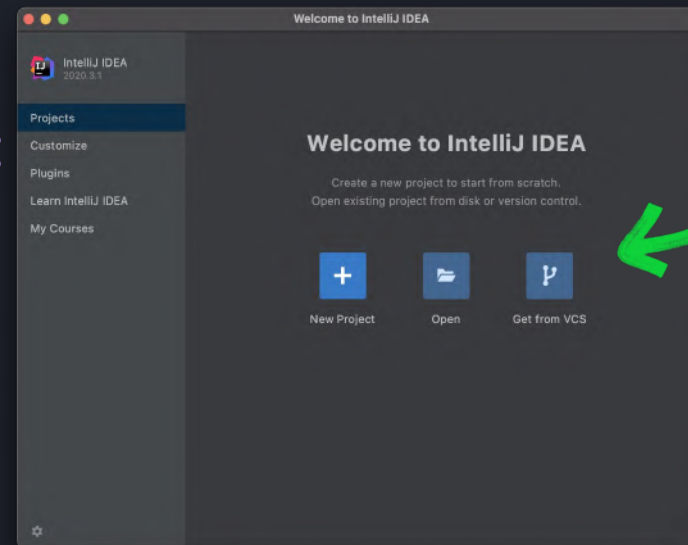 Welcome to IntelliJ IDEA
IntelliJ IDEA
2020.3.1
Projects
Customize
Plugins
Learn IntelliJ IDEA
My Courses
Welcome to IntelliJ IDEA
Create a new project to start from scratch.
Open existing project from disk or version control.
New Project
Open
Get from VCS